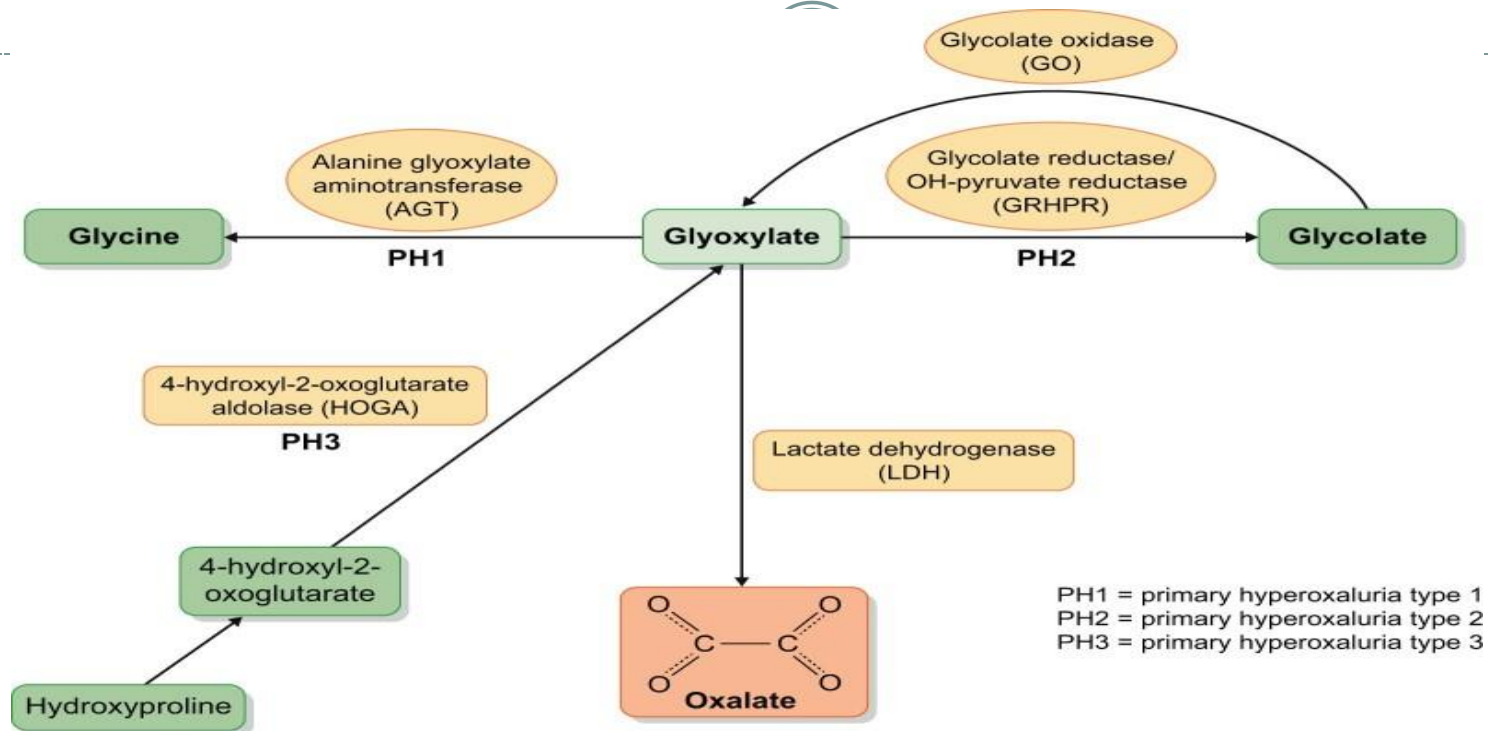 Glycolate oxidase
(GO)
Alanine glyoxylate
aminotransferase
(AGT)
Glycolate reductase/
OH-pyruvate reductase
(GRHPR)
Glycine
Glyoxylate
Glycolate
PH1
PH2
4-hydroxyl-2-oxoglutarate
aldolase (HOGA)
PH3
Lactate dehydrogenase
(LDH)
4-hydroxyl-2-
oxoglutarate
Hydroxyproline
O
O
C
C
O
O
Oxalate
PH1 = primary hyperoxaluria type 1
PH2 = primary hyperoxaluria type 2
PH3 = primary hyperoxaluria type 3